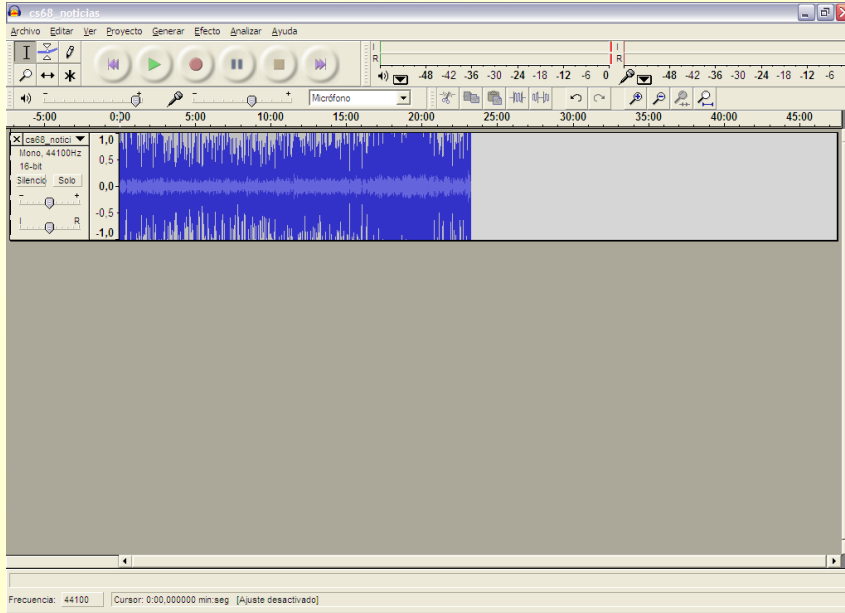 cs68_noticias
Archivo Editar Ver Proyecto Generar Efecto Analizar Ayuda
I
R
-48 -42 -36 -30 -24 -18 -12 -6 0
I
R
-48 -42 -36 -30 -24 -18 -12 -6
- + - + Micrófono
-5:00 0:00 5:00 10:00 15:00 20:00 25:00 30:00 35:00 40:00 45:00
cs68_notici
Mono, 44100Hz
16-bit
Silencio Solo
- +
I R
1,0
0,5
0,0
-0,5
-1,0
Frecuencia: 44100 Cursor: 0:00,000000 min:seg [Ajuste desactivado]